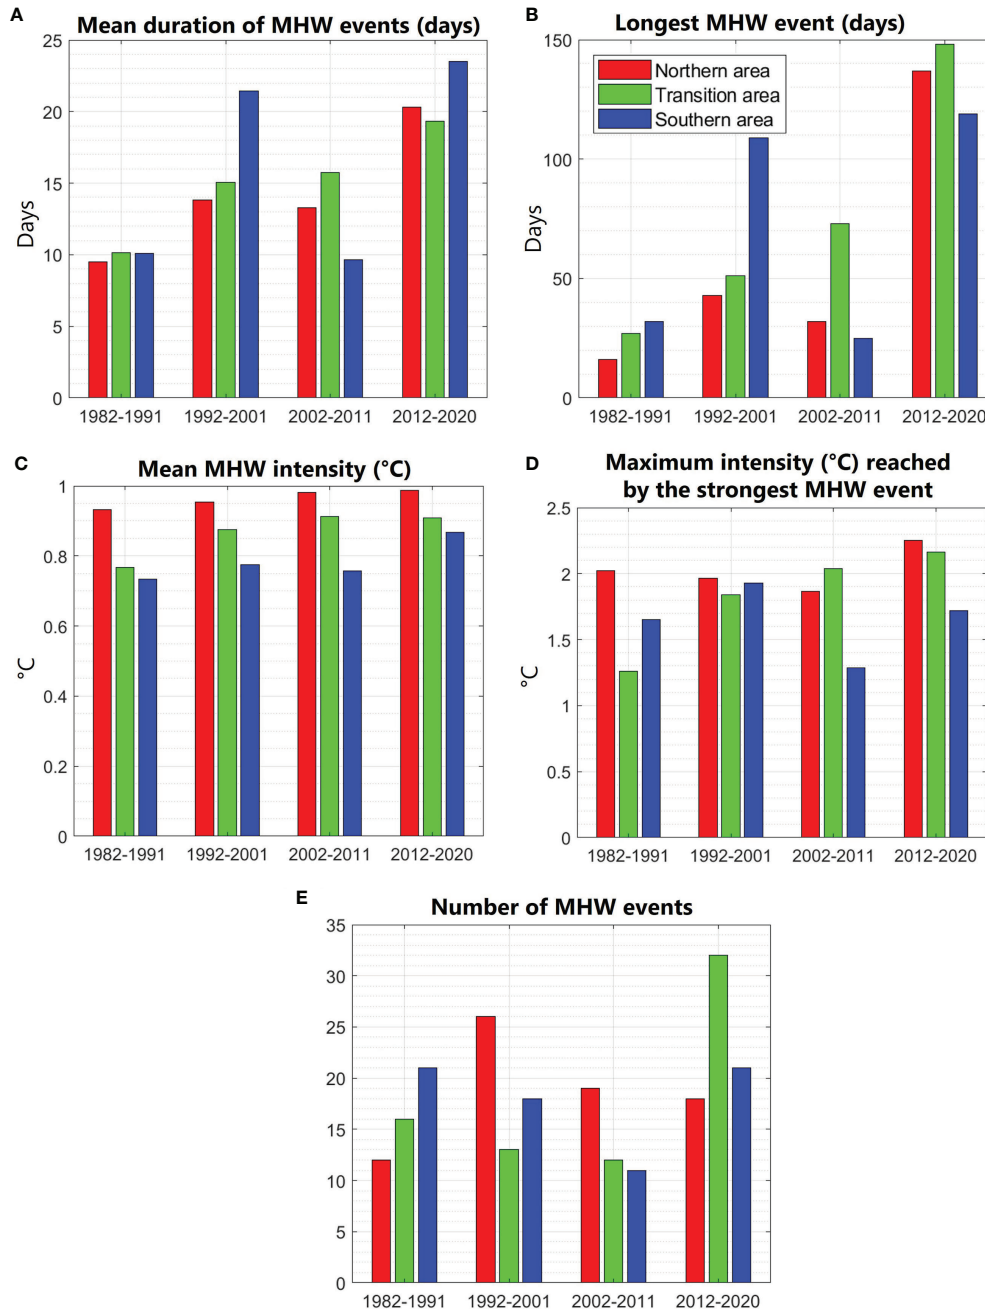 A
Mean duration of MHW events (days)
25
20
15
10
5
0
Days
1982-1991 1992-2001 2002-2011 2012-2020
B
Longest MHW event (days)
150
100
50
0
Days
Northern area
Transition area
Southern area
1982-1991 1992-2001 2002-2011 2012-2020
C
Mean MHW intensity (°C)
1
0.8
0.6
0.4
0.2
0
°C
1982-1991 1992-2001 2002-2011 2012-2020
D
Maximum intensity (°C) reached
by the strongest MHW event
2.5
2
1.5
1
0.5
0
°C
1982-1991 1992-2001 2002-2011 2012-2020
E
Number of MHW events
35
30
25
20
15
10
5
0
1982-1991 1992-2001 2002-2011 2012-2020